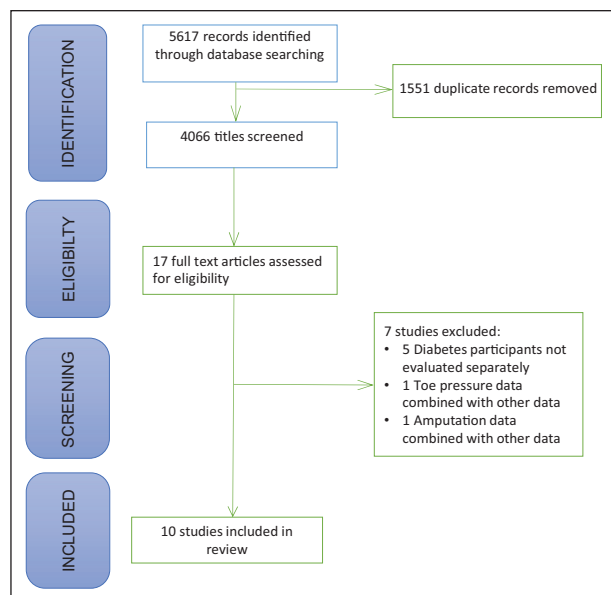 IDENTIFICATION
5617 records identified
through database searching
1551 duplicate records removed
4066 titles screened
ELIGIBILTY
17 full text articles assessed
for eligibility
SCREENING
7 studies excluded:
• 5 Diabetes participants not
evaluated separately
• 1 Toe pressure data
combined with other data
• 1 Amputation data
combined with other data
INCLUDED
10 studies included in
review